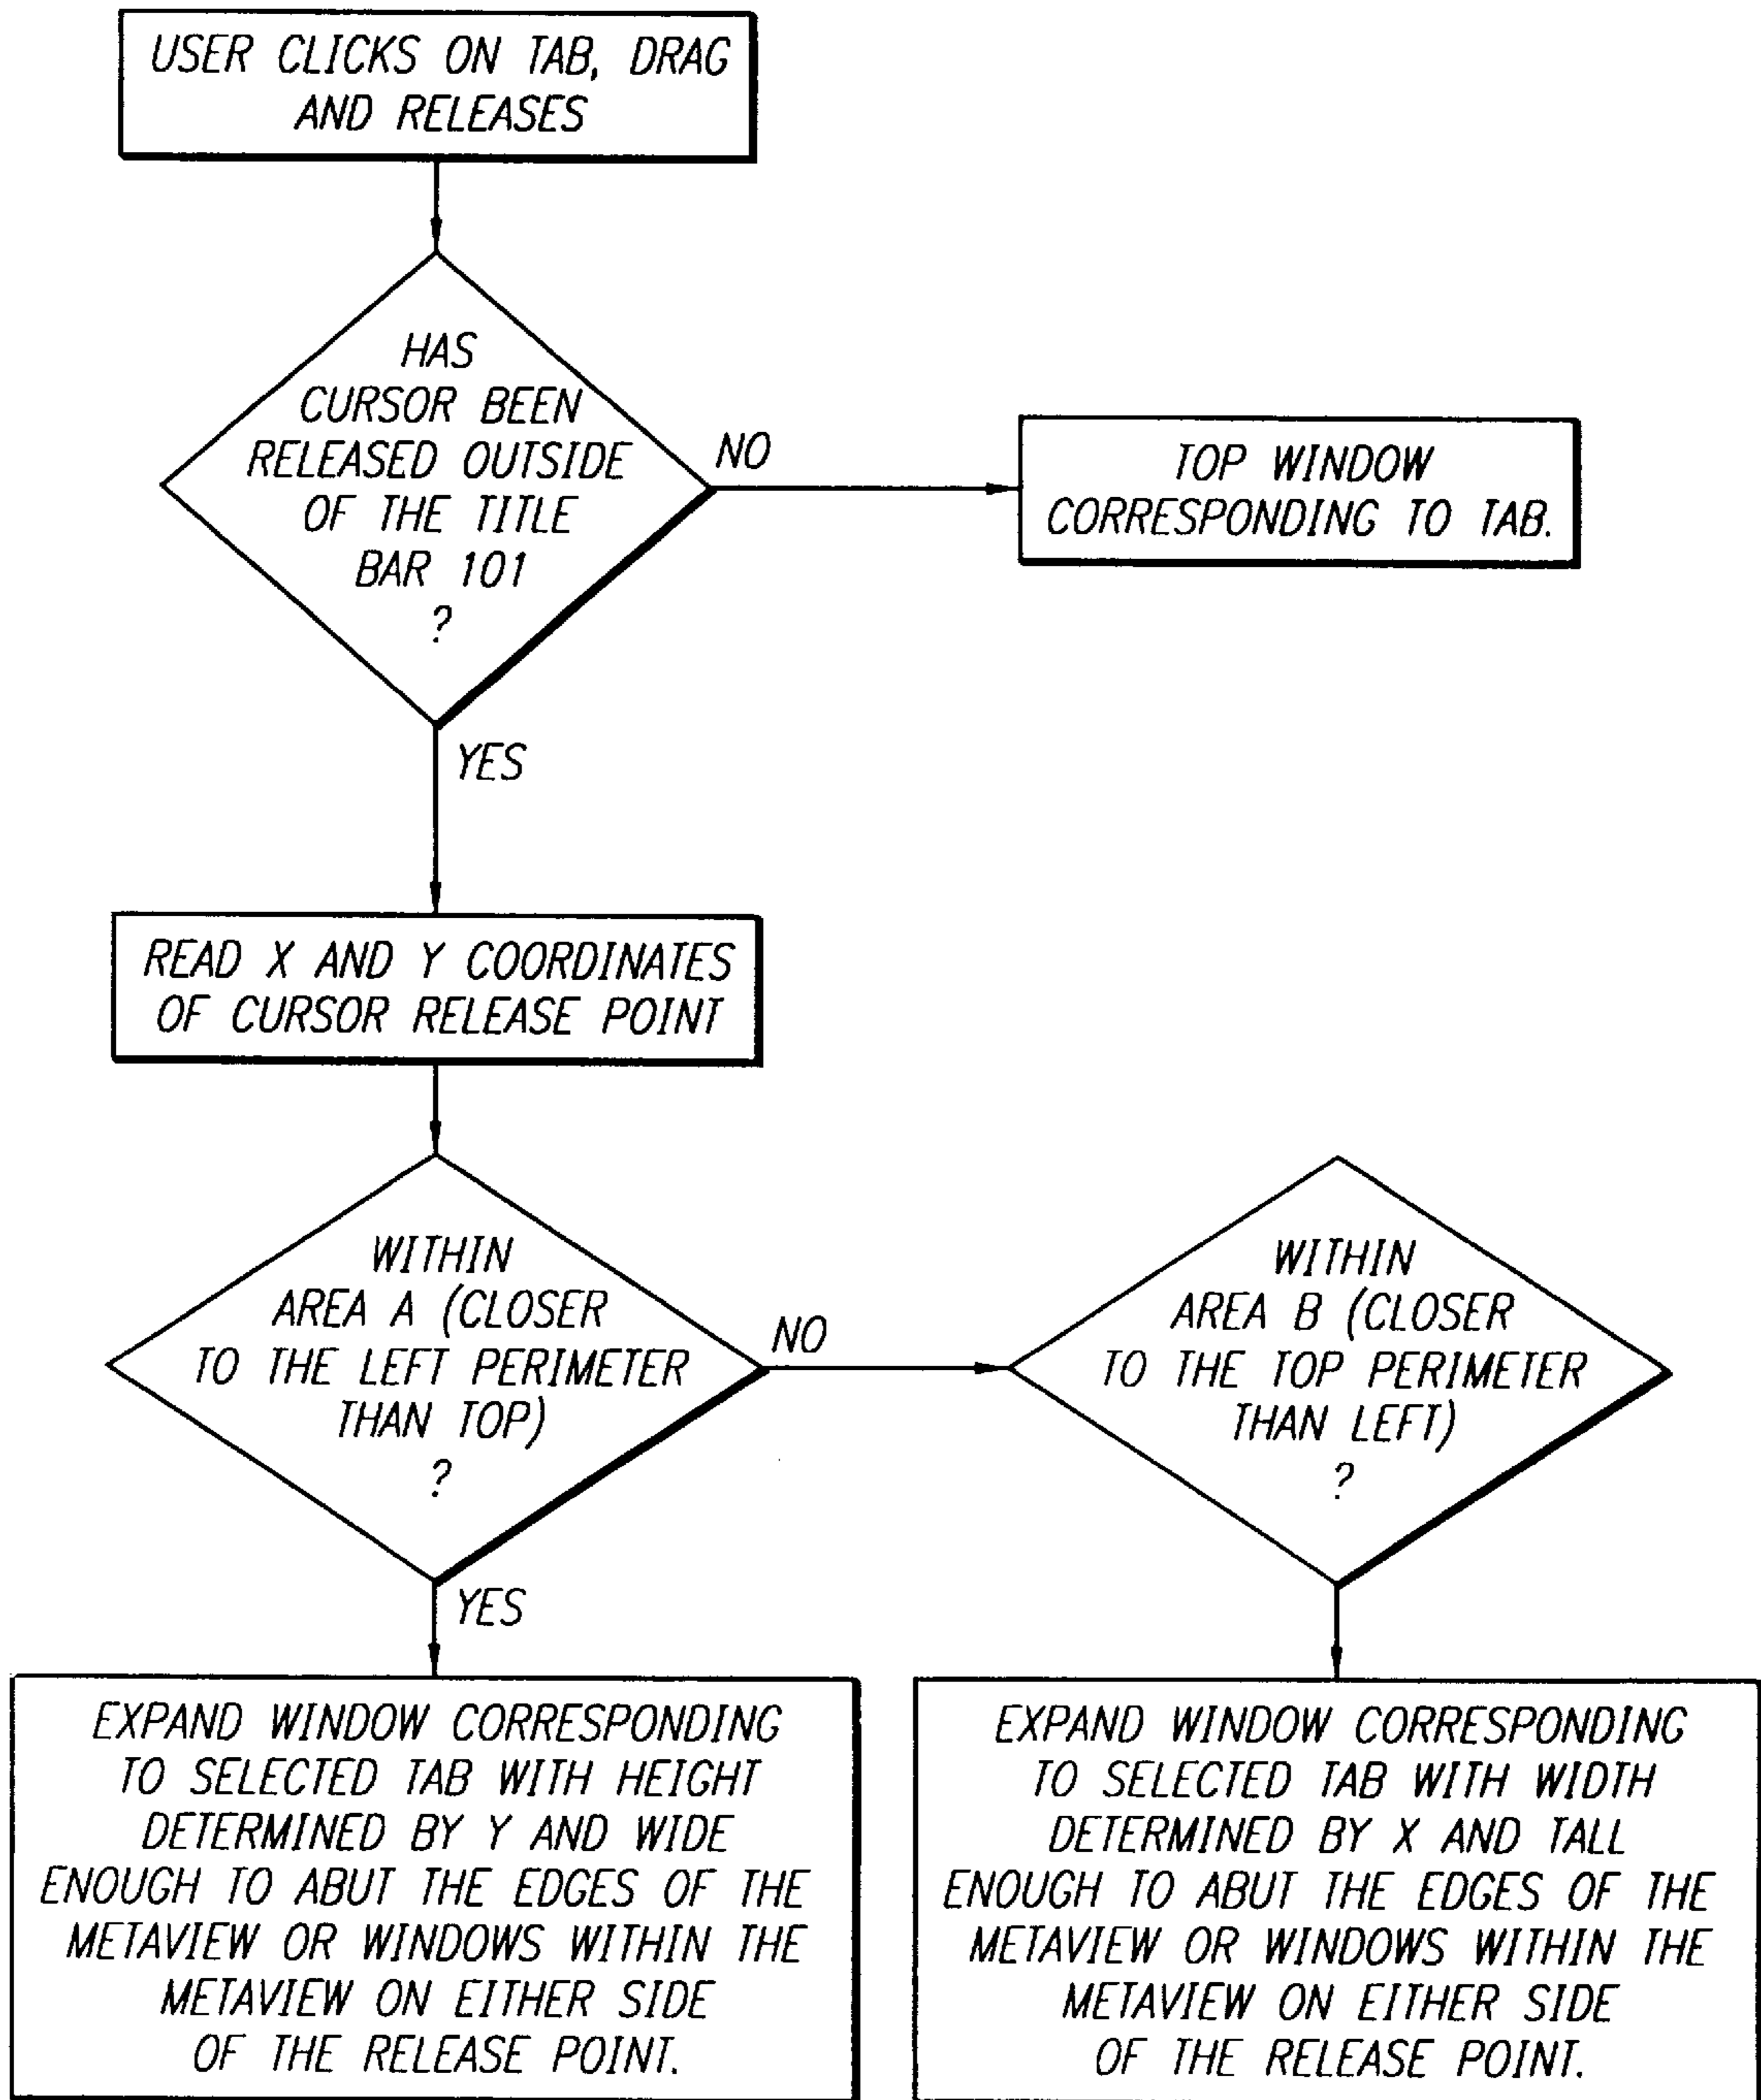 USER CLICKS ON TAB, DRAG
AND RELEASES
HAS
CURSOR BEEN
RELEASED OUTSIDE
OF THE TITLE
BAR 101
?
NO
TOP WINDOW
CORRESPONDING TO TAB.
YES
READ X AND Y COORDINATES
OF CURSOR RELEASE POINT
WITHIN
AREA A (CLOSER
TO THE LEFT PERIMETER
THAN TOP)
?
NO
WITHIN
AREA B (CLOSER
TO THE TOP PERIMETER
THAN LEFT)
?
YES
EXPAND WINDOW CORRESPONDING
TO SELECTED TAB WITH HEIGHT
DETERMINED BY Y AND WIDE
ENOUGH TO ABUT THE EDGES OF THE
METAVIEW OR WINDOWS WITHIN THE
METAVIEW ON EITHER SIDE
OF THE RELEASE POINT.
EXPAND WINDOW CORRESPONDING
TO SELECTED TAB WITH WIDTH
DETERMINED BY X AND TALL
ENOUGH TO ABUT THE EDGES OF THE
METAVIEW OR WINDOWS WITHIN THE
METAVIEW ON EITHER SIDE
OF THE RELEASE POINT.